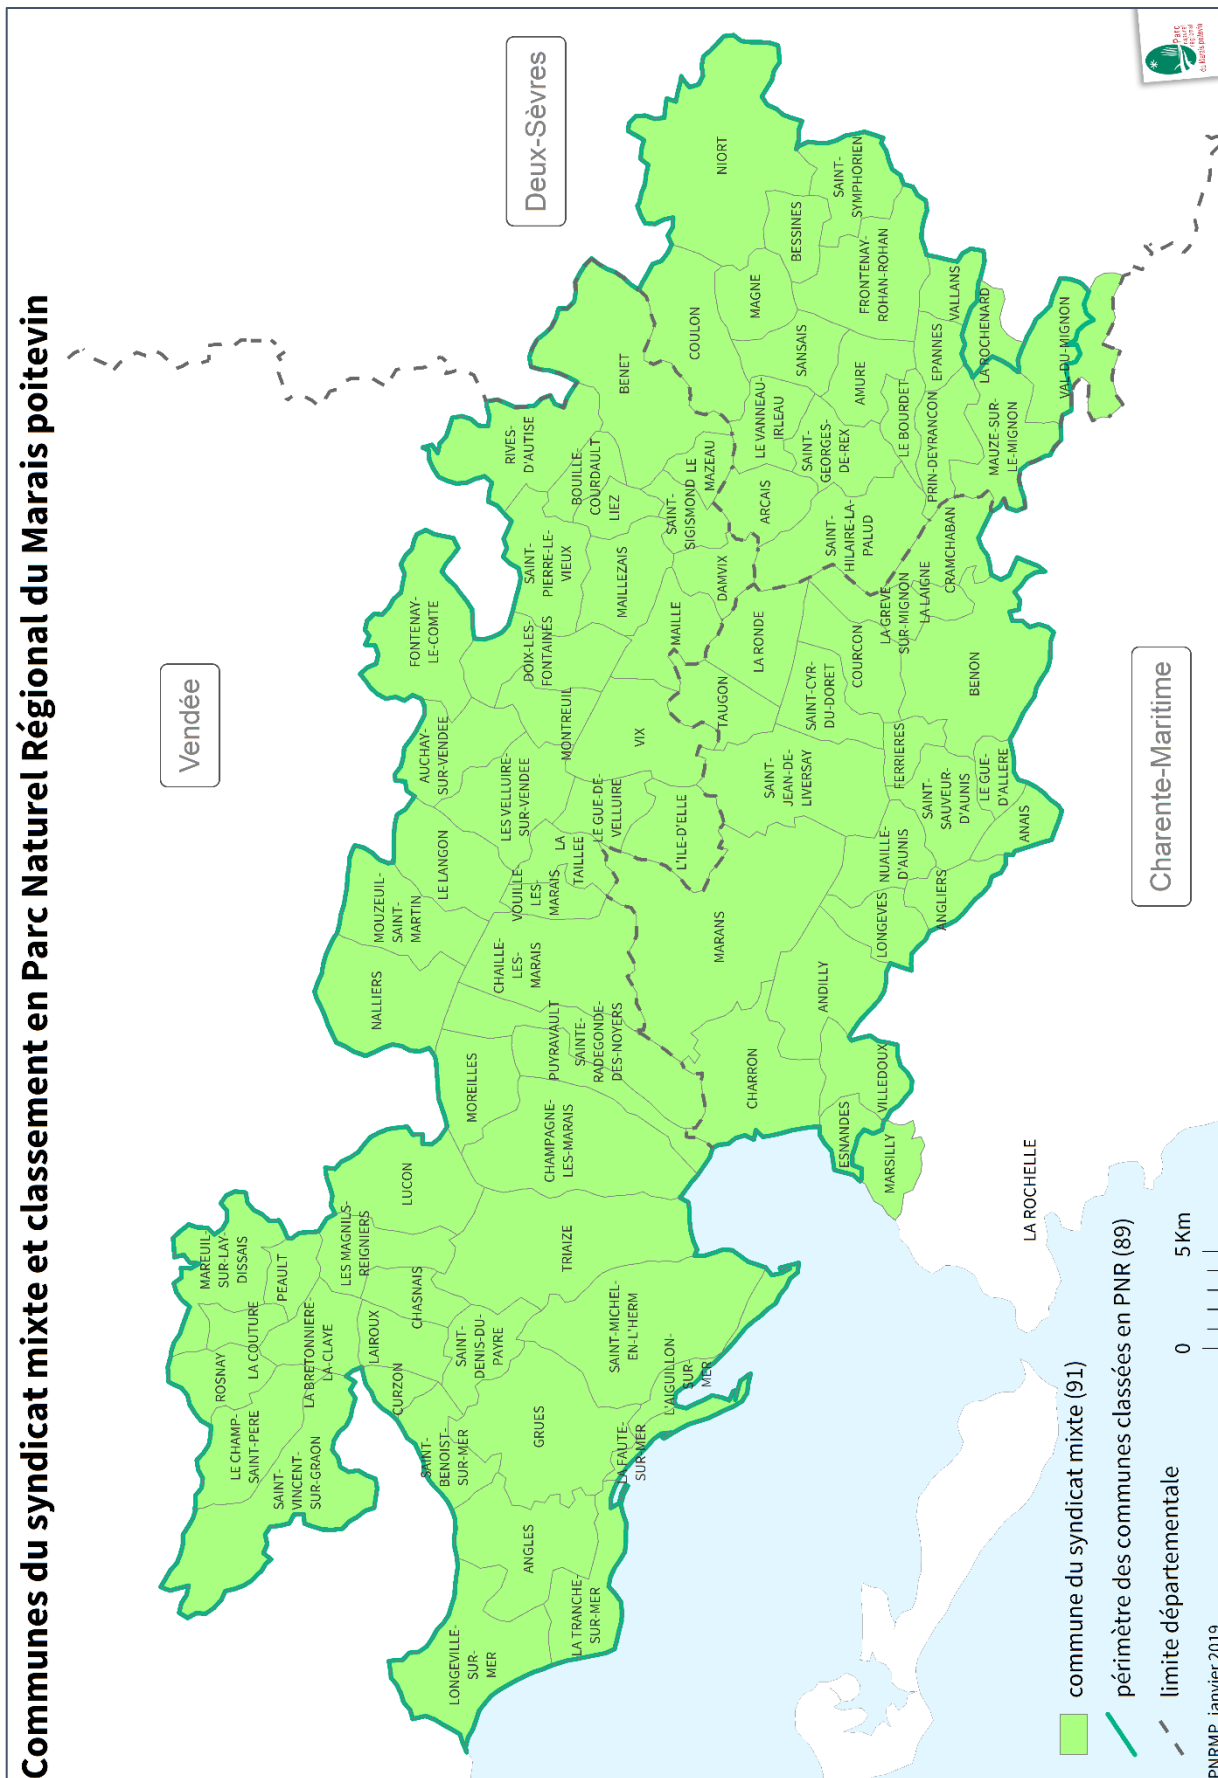 Communes du syndicat mixte et classement en Parc Naturel Régional du Marais poitevin
Vendée
Deux-Sèvres
Charente-Maritime
Parc
naturel
régional
du Marais poitevin
MAREUIL-
SUR-LAY-
DISSAIS
ROSNAY
LA COUTURE
PEAULT
LE CHAMP-
SAINT-PERE
SAINT-
VINCENT-
SUR-GRAON
LA BRETONNIERE-
LA-CLAYE
LES MAGNILS-
REIGNIERS
LUCON
LAIROUX
CHASNAIS
CURZON
SAINT-
DENIS-DU-
PAYRE
SAINT-
BENOIST-
SUR-MER
GRUES
TRIAIZE
SAINT-MICHEL-
EN-L'HERM
L'AIGUILLON-
SUR-
MER
LA FAUTE-
SUR-MER
ANGLES
LONGEVILLE-
SUR-
MER
LA TRANCHE-
SUR-MER
NALLIERS
MOUZEUIL-
SAINT-
MARTIN
LE LANGON
MOREILLES
CHAMPAGNE-
LES-MARAIS
PUYRAVAULT
SAINTE-
RADEGONDE-
DES-NOYERS
CHAILLE-
LES-
MARAIS
VOUILLE-
LES-
MARAIS
LA
TAILLEE
LE GUE-DE-
VELLUIRE
LES VELLUIRE-
SUR-VENDEE
AUCHAY-
SUR-VENDEE
FONTENAY-
LE-COMTE
MONTREUIL
DOIX-LES-
FONTAINES
VIX
L'ILE-D'ELLE
SAINT-
PIERRE-LE-
VIEUX
MAILLEZAIS
MAILLE
DAMVIX
RIVES-
D'AUTISE
BOUILLE-
COURDAULT
LIEZ
SAINT-
SIGISMOND
LE
MAZEAU
BENET
COULON
NIORT
MAGNE
BESSINES
SAINT-
SYMPHORIEN
FRONTENAY-
ROHAN-ROHAN
SANSAIS
LE VANNEAU-
IRLEAU
AMURE
SAINT-
GEORGES-
DE-REX
ARCAIS
SAINT-
HILAIRE-LA-
PALUD
LE BOURDET
EPANNES
VALLANS
PRIN-DEYRANCON
LA ROCHENARD
MAUZE-SUR-
LE-MIGNON
VAL-DU-MIGNON
CRAMCHABAN
LA GREVE-
SUR-MIGNON
LA LAIGNE
BENON
COURCON
LA RONDE
TAUGON
SAINT-CYR-
DU-DORET
SAINT-
JEAN-DE-
LIVERSAY
FERRIERES
SAINT-
SAUVEUR-
D'AUNIS
LE GUE-
D'ALLERE
ANAIS
NUAILLE-
D'AUNIS
ANGLIERS
LONGEVES
MARANS
ANDILLY
CHARRON
VILLEDOUX
ESNANDES
MARSILLY
LA ROCHELLE
commune du syndicat mixte (91)
périmètre des communes classées en PNR (89)
limite départementale
0 5 Km
PNRMP, janvier 2019